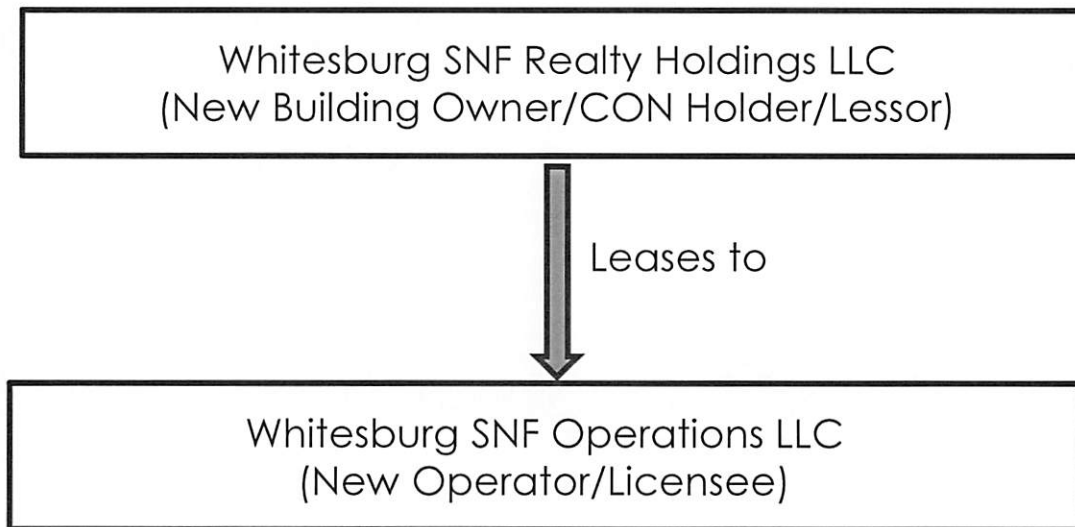 Whitesburg SNF Realty Holdings LLC
(New Building Owner/CON Holder/Lessor)
Leases to
Whitesburg SNF Operations LLC
(New Operator/Licensee)